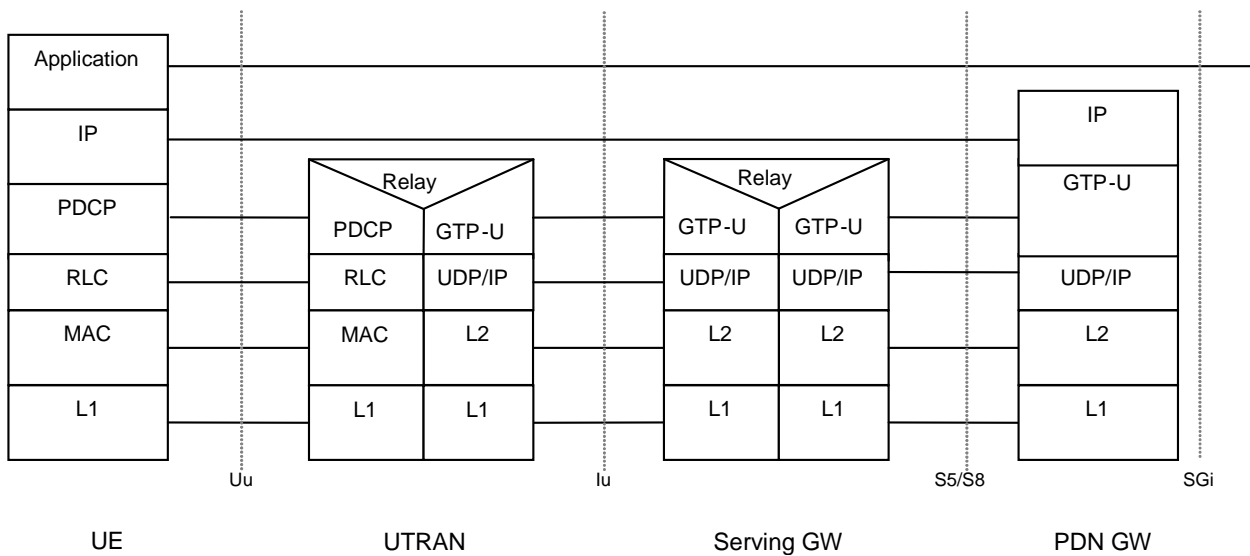 Application
IP
PDCP
RLC
MAC
L1
Relay
PDCP GTP-U
RLC UDP/IP
MAC L2
L1 L1
Relay
GTP-U GTP-U
UDP/IP UDP/IP
L2 L2
L1 L1
IP
GTP-U
UDP/IP
L2
L1
Uu Iu S5/S8 SGi
UE UTRAN Serving GW PDN GW